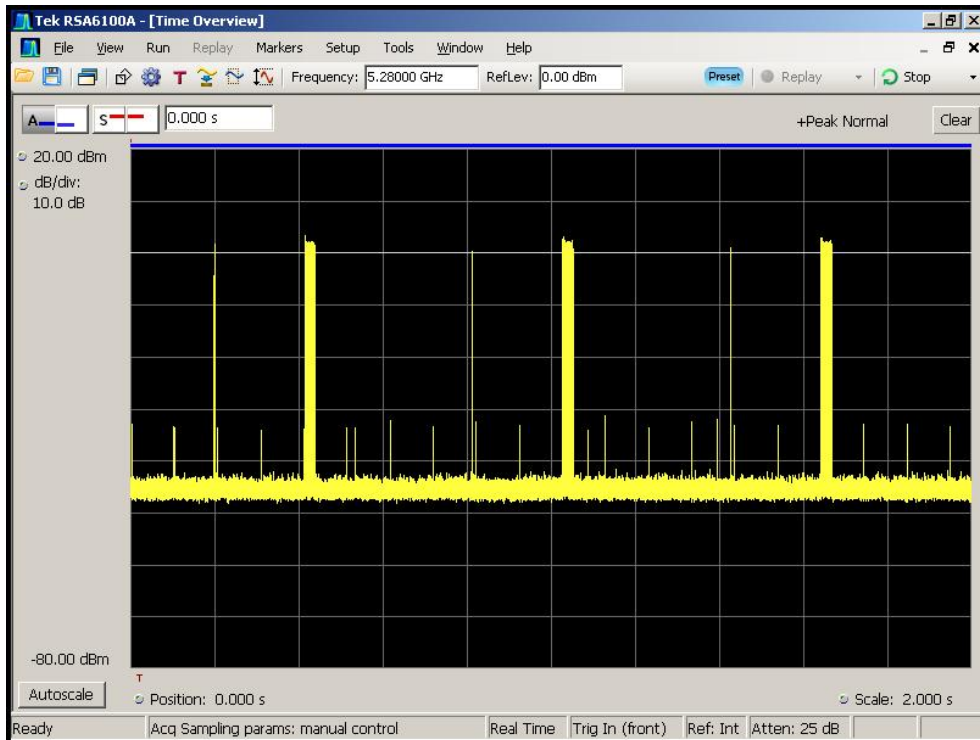 Tek RSA6100A - [Time Overview]
File View Run Replay Markers Setup Tools Window Help
T Frequency: 5.28000 GHz RefLev: 0.00 dBm Preset Replay Stop
A S 0.000 s +Peak Normal Clear
20.00 dBm
dB/div:
10.0 dB
-80.00 dBm
T
Autoscale Position: 0.000 s Scale: 2.000 s
Ready Acq Sampling params: manual control Real Time Trig In (front) Ref: Int Atten: 25 dB